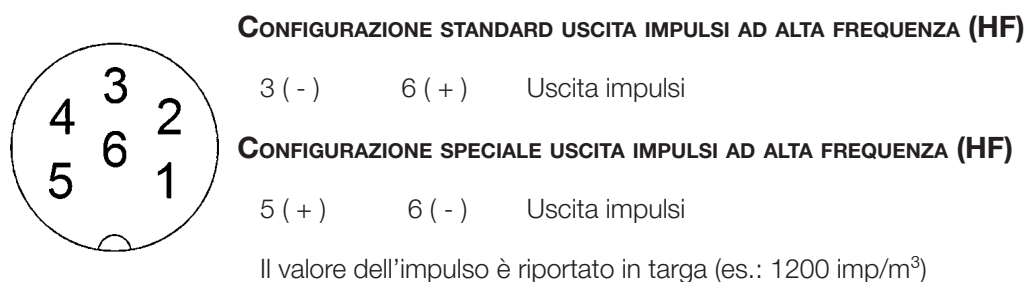 CONFIGURAZIONE STANDARD USCITA IMPULSI AD ALTA FREQUENZA (HF)
3 ( - ) 6 ( + ) Uscita impulsi
CONFIGURAZIONE SPECIALE USCITA IMPULSI AD ALTA FREQUENZA (HF)
5 ( + ) 6 ( - ) Uscita impulsi
Il valore dell'impulso è riportato in targa (es.: 1200 imp/m³)
3
4 2
6
5 1